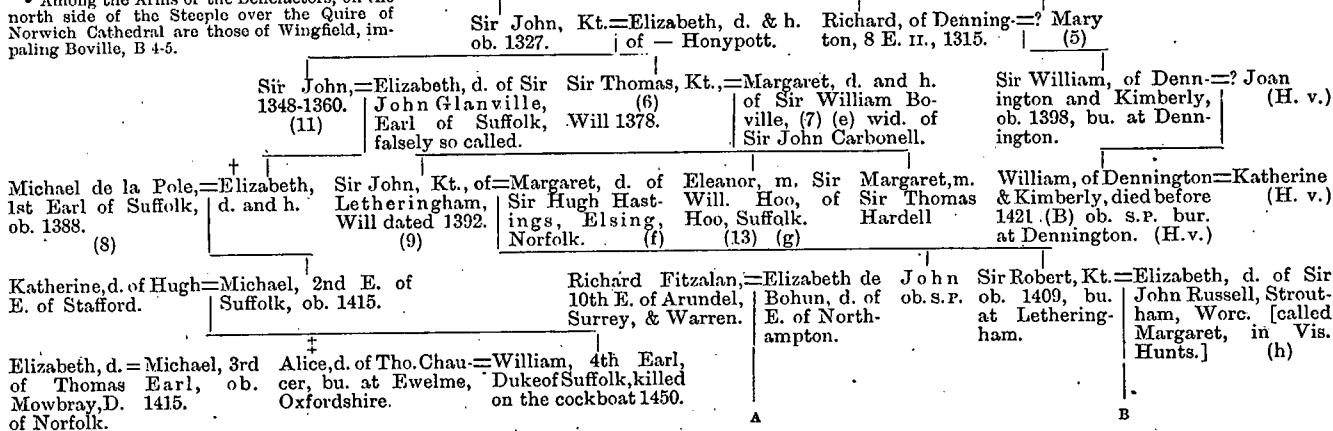 * Among the Arms of the Benefactors, on the
north side of the Steeple over the Quire of
Norwich Cathedral are those of Wingfield, im-
paling Boville, B 4-5.
Sir John, Kt.=Elizabeth, d. & h.
ob. 1327. of — Honypott.
Richard, of Denning-=? Mary
ton, 8 E. II., 1315. (5)
Sir John,=Elizabeth, d. of Sir
1348-1360. John Glanville,
(11) Earl of Suffolk,
falsely so called.
Sir Thomas, Kt.,=Margaret, d. and h.
(6) of Sir William Bo-
Will 1378. ville, (7) (e) wid. of
Sir John Carbonell.
Sir William, of Denn-=? Joan
ington and Kimberly, (H. v.)
ob. 1398, bu. at Denn-
ington.
†
Michael de la Pole,=Elizabeth,
1st Earl of Suffolk, d. and h.
ob. 1388.
(8)
Sir John, Kt., of=Margaret, d. of
Letheringham, Sir Hugh Hast-
Will dated 1392. ings, Elsing,
(9) Norfolk. (f)
Eleanor, m. Sir
Will. Hoo, of
Hoo, Suffolk.
(13) (g)
Margaret, m.
Sir Thomas
Hardell
William, of Dennington=Katherine
& Kimberly, died before (H. v.)
1421 (B) ob. s.p. bur.
at Dennington. (H.v.)
Katherine, d. of Hugh=Michael, 2nd E. of
E. of Stafford. Suffolk, ob. 1415.
Richard Fitzalan,=Elizabeth de
10th E. of Arundel, Bohun, d. of
Surrey, & Warren. E. of North-
ampton.
John
ob. s.p.
Sir Robert, Kt.=Elizabeth, d. of Sir
ob. 1409, bu. John Russell, Strout-
at Lethering- ham, Worc. [called
ham. Margaret, in Vis.
Hunts.] (h)
‡
Elizabeth, d.=Michael, 3rd
of Thomas Earl, ob.
Mowbray, D. 1415.
of Norfolk.
Alice, d. of Tho. Chau-=William, 4th Earl,
cer, bu. at Ewelme, Duke of Suffolk, killed
Oxfordshire. on the cockboat 1450.
A
B